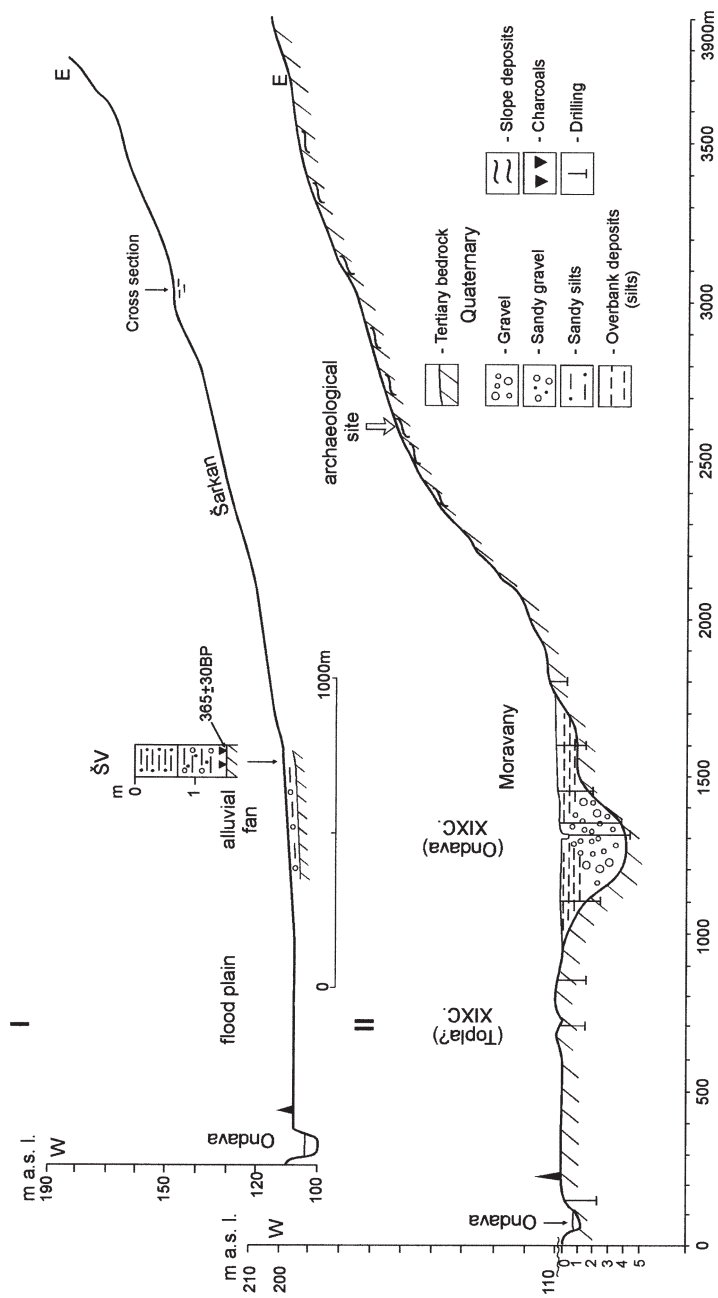 I
m a.s. l.
190
W
150
120
100
Ondava
flood plain
alluvial
fan
ŠV
m
0
1
365±30BP
Šarkan
Cross section
E
0
1000m
II
m a.s. l.
210
200
W
110
0
1
2
3
4
5
Ondava
(Topla?)
XIXC.
(Ondava)
XIXC.
Moravany
archaeological
site
E
- Tertiary bedrock
Quaternary
- Gravel
- Sandy gravel
- Sandy silts
- Overbank deposits
(silts)
- Slope deposits
- Charcoals
- Drilling
0
500
1000
1500
2000
2500
3000
3500
3900m